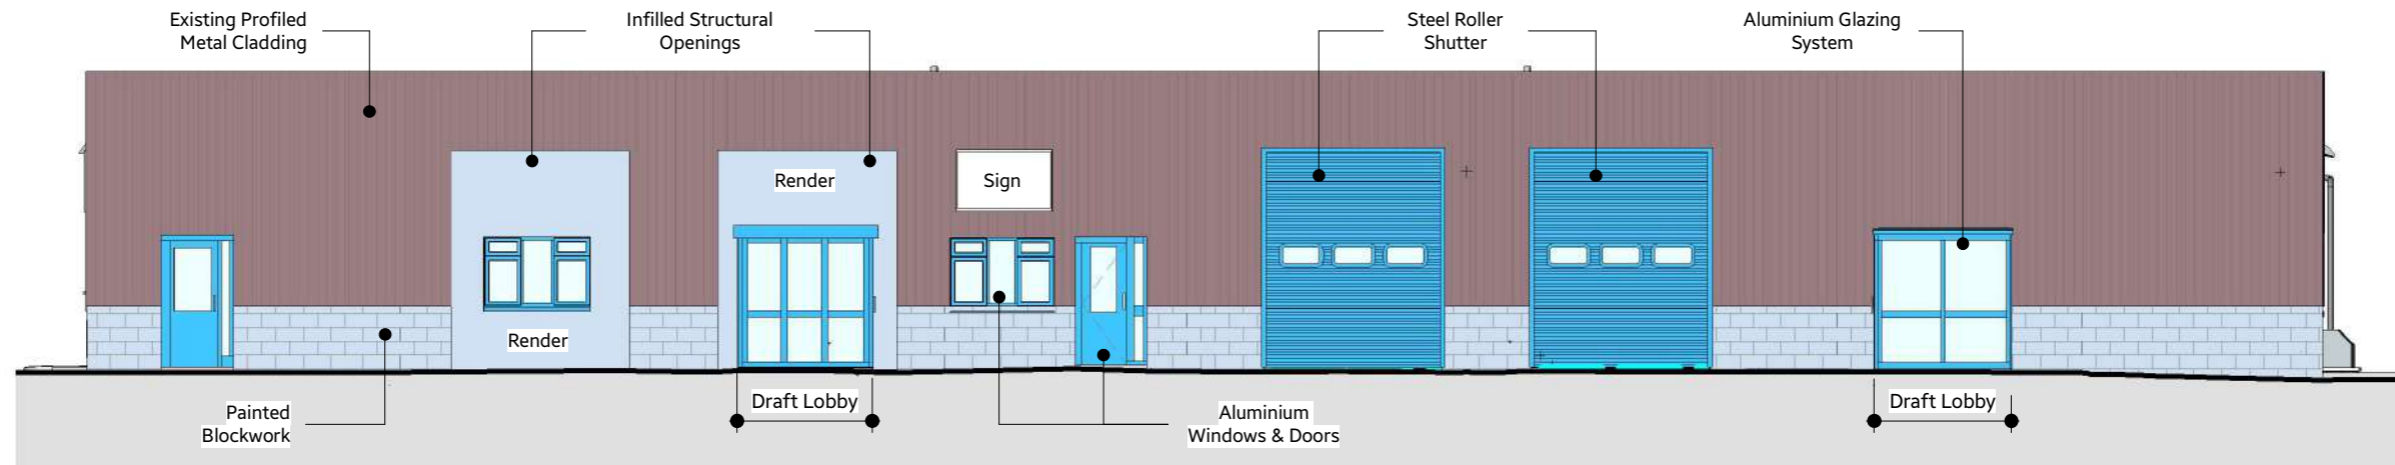 Existing Profiled
Metal Cladding
Infilled Structural
Openings
Steel Roller
Shutter
Aluminium Glazing
System
Render
Sign
Render
Draft Lobby
Draft Lobby
Painted
Blockwork
Aluminium
Windows & Doors